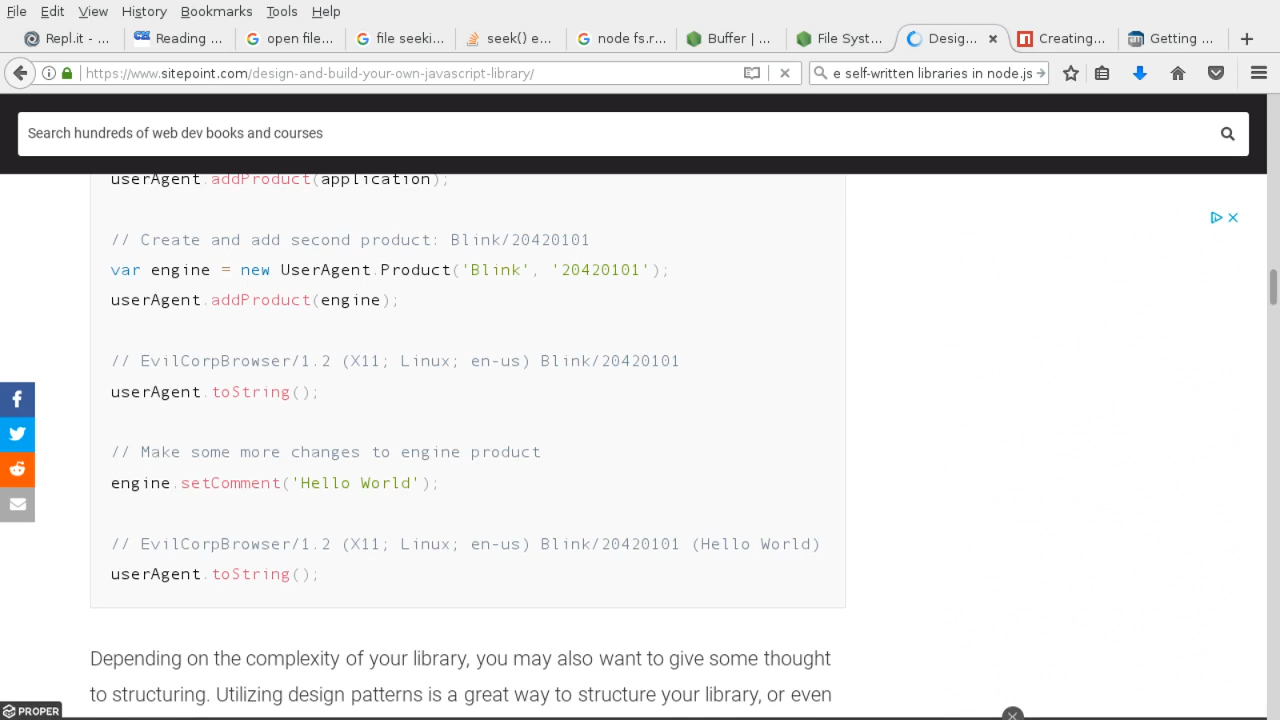 File Edit View History Bookmarks Tools Help
Repl.it - ...
Reading ...
open file...
file seeki...
seek() e...
node fs.r...
Buffer | ...
File Syst...
Desig...
Creating...
Getting ...
https://www.sitepoint.com/design-and-build-your-own-javascript-library/
e self-written libraries in node.js
Search hundreds of web dev books and courses
userAgent.addProduct(application);
// Create and add second product: Blink/20420101
var engine = new UserAgent.Product('Blink', '20420101');
userAgent.addProduct(engine);
// EvilCorpBrowser/1.2 (X11; Linux; en-us) Blink/20420101
userAgent.toString();
// Make some more changes to engine product
engine.setComment('Hello World');
// EvilCorpBrowser/1.2 (X11; Linux; en-us) Blink/20420101 (Hello World)
userAgent.toString();
Depending on the complexity of your library, you may also want to give some thought
to structuring. Utilizing design patterns is a great way to structure your library, or even
PROPER